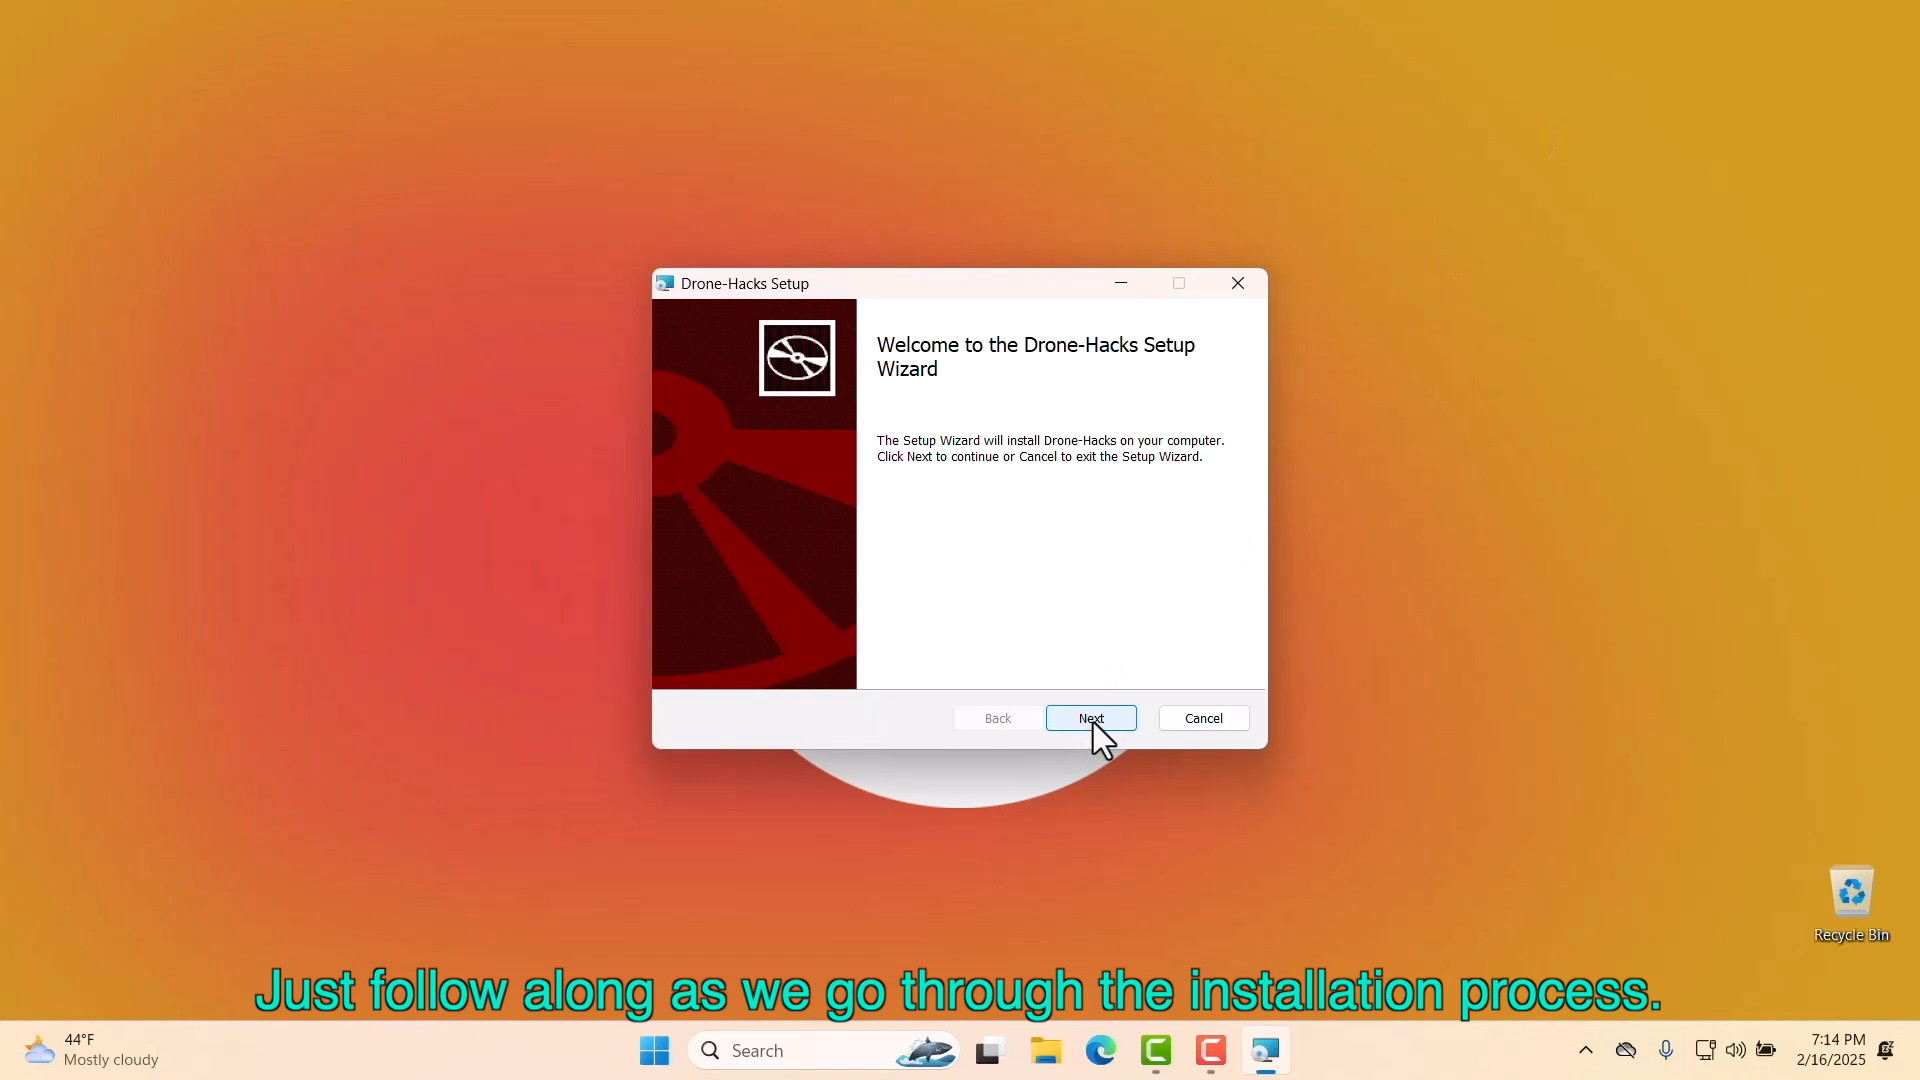 Drone-Hacks Setup
Welcome to the Drone-Hacks Setup
Wizard
The Setup Wizard will install Drone-Hacks on your computer.
Click Next to continue or Cancel to exit the Setup Wizard.
Back
Next
Cancel
Recycle Bin
Just follow along as we go through the installation process.
44°F
Mostly cloudy
Search
7:14 PM
2/16/2025